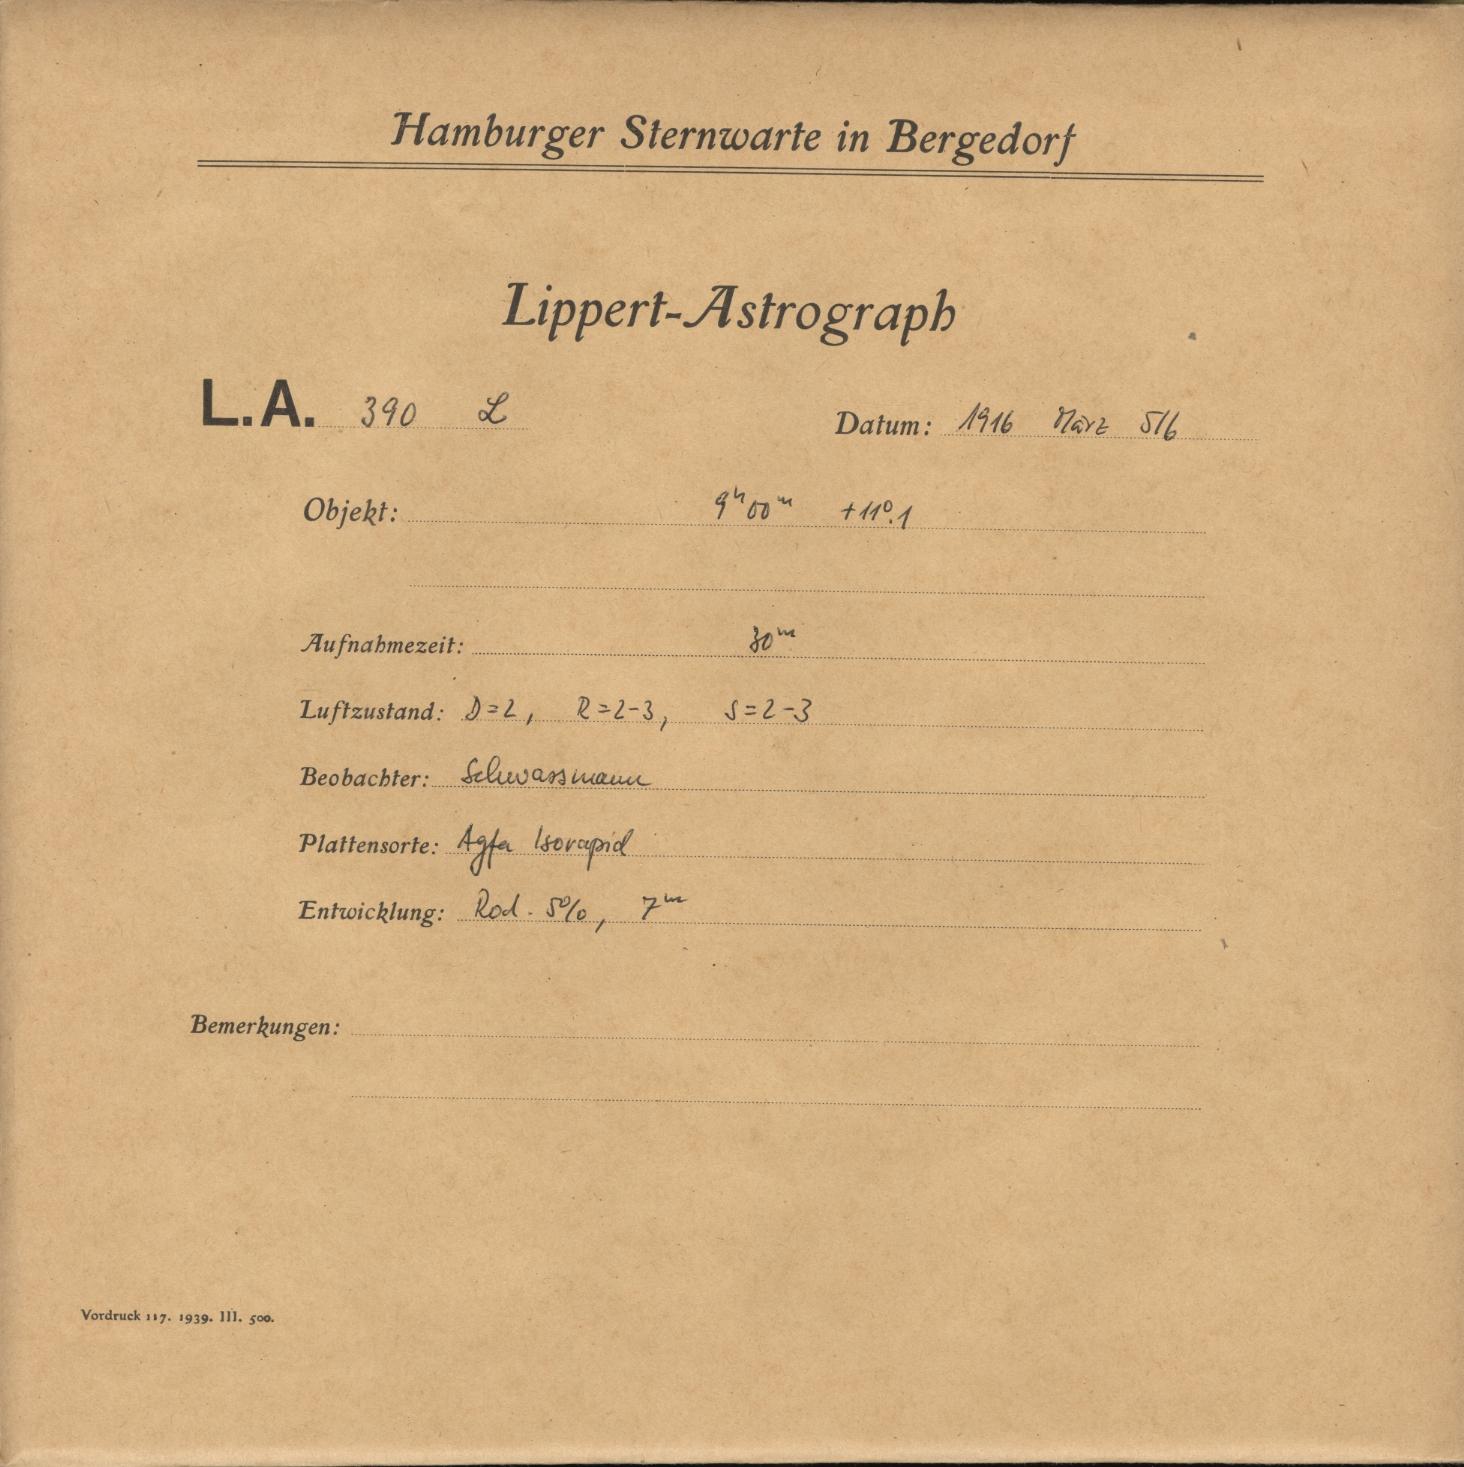 Hamburger Sternwarte in Bergedorf
Lippert-Astrograph
L.A. 390 L Datum: 1916 März 5/6
Objekt: 9ʰ00ᵐ +11°.1
Aufnahmezeit: 30ᵐ
Luftzustand: D=2, R=2-3, S=2-3
Beobachter: Schwassmann
Plattensorte: Agfa Isorapid
Entwicklung: Rod. 5%, 7ᵐ
Bemerkungen:
Vordruck 117. 1939. III. 500.